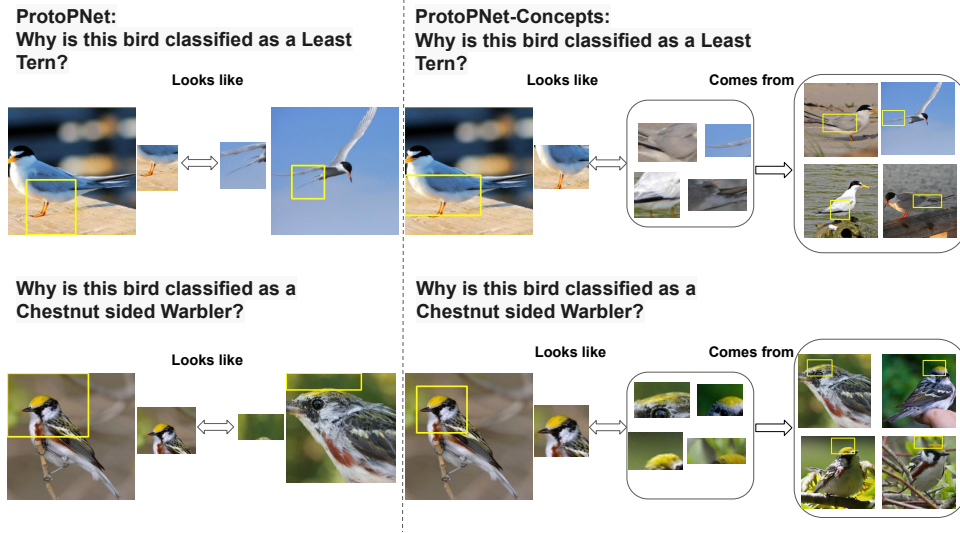 ProtoPNet:
Why is this bird classified as a Least
Tern?
Looks like
ProtoPNet-Concepts:
Why is this bird classified as a Least
Tern?
Looks like
Comes from
Why is this bird classified as a
Chestnut sided Warbler?
Looks like
Why is this bird classified as a
Chestnut sided Warbler?
Looks like
Comes from